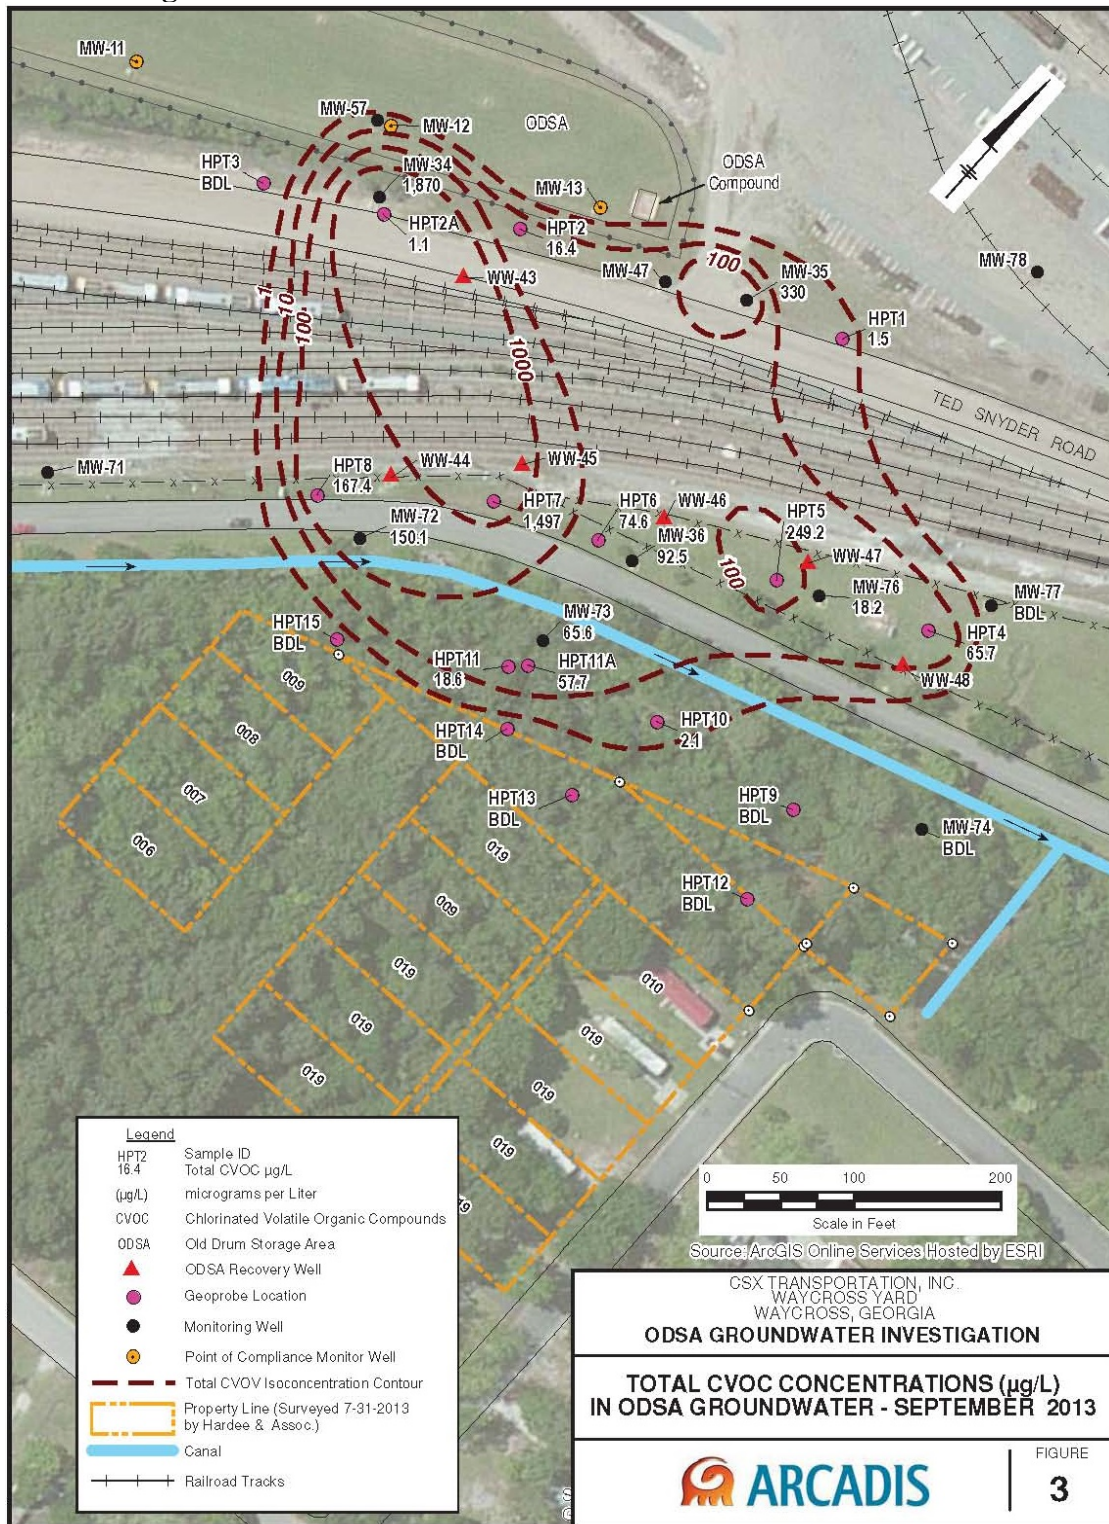 MW-11
MW-57
MW-12
ODSA
HPT3
BDL
MW-34
1,870
ODSA
Compound
MW-13
HPT2A
1.1
HPT2
16.4
MW-78
WW-43
MW-47
100
MW-35
330
1
10
100
1000
HPT1
1.5
TED SNYDER ROAD
MW-71
HPT8
167.4
WW-44
WW-45
HPT7
1,497
HPT6
74.6
WW-46
HPT5
249.2
MW-72
150.1
MW-36
92.5
100
WW-47
MW-76
18.2
MW-77
BDL
HPT15
BDL
MW-73
65.6
HPT4
65.7
HPT11
18.6
HPT11A
57.7
WW-48
009
008
007
006
HPT14
BDL
HPT10
2.1
HPT13
BDL
HPT9
BDL
MW-74
BDL
019
HPT12
BDL
009
019
010
019
019
019
019
019
019
Legend
HPT2 Sample ID
16.4 Total CVOC µg/L
(µg/L) micrograms per Liter
CVOC Chlorinated Volatile Organic Compounds
ODSA Old Drum Storage Area
ODSA Recovery Well
Geoprobe Location
Monitoring Well
Point of Compliance Monitor Well
Total CVOV Isoconcentration Contour
Property Line (Surveyed 7-31-2013
by Hardee & Assoc.)
Canal
Railroad Tracks
0 50 100 200
Scale in Feet
Source: ArcGIS Online Services Hosted by ESRI
CSX TRANSPORTATION, INC.
WAYCROSS YARD
WAYCROSS, GEORGIA
ODSA GROUNDWATER INVESTIGATION
TOTAL CVOC CONCENTRATIONS (µg/L)
IN ODSA GROUNDWATER - SEPTEMBER 2013
ARCADIS
FIGURE
3